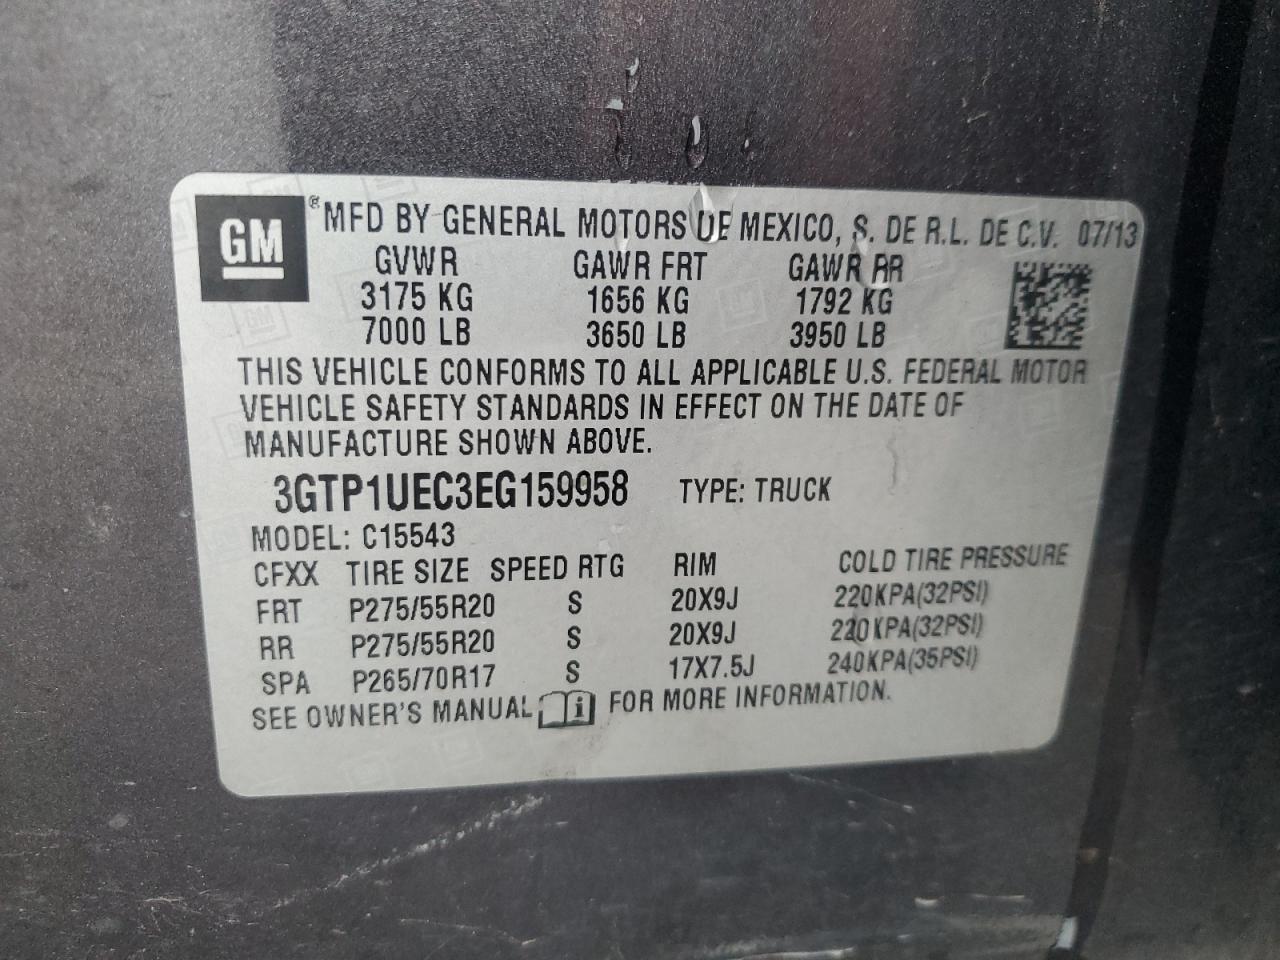 GM ® MFD BY GENERAL MOTORS DE MEXICO, S. DE R.L. DE C.V. 07/13
GVWR GAWR FRT GAWR RR
3175 KG 1656 KG 1792 KG
7000 LB 3650 LB 3950 LB
THIS VEHICLE CONFORMS TO ALL APPLICABLE U.S. FEDERAL MOTOR
VEHICLE SAFETY STANDARDS IN EFFECT ON THE DATE OF
MANUFACTURE SHOWN ABOVE.
3GTP1UEC3EG159958 TYPE: TRUCK
MODEL: C15543
CFXX TIRE SIZE SPEED RTG RIM COLD TIRE PRESSURE
FRT P275/55R20 S 20X9J 220KPA(32PSI)
RR P275/55R20 S 20X9J 220KPA(32PSI)
SPA P265/70R17 S 17X7.5J 240KPA(35PSI)
SEE OWNER'S MANUAL i FOR MORE INFORMATION.